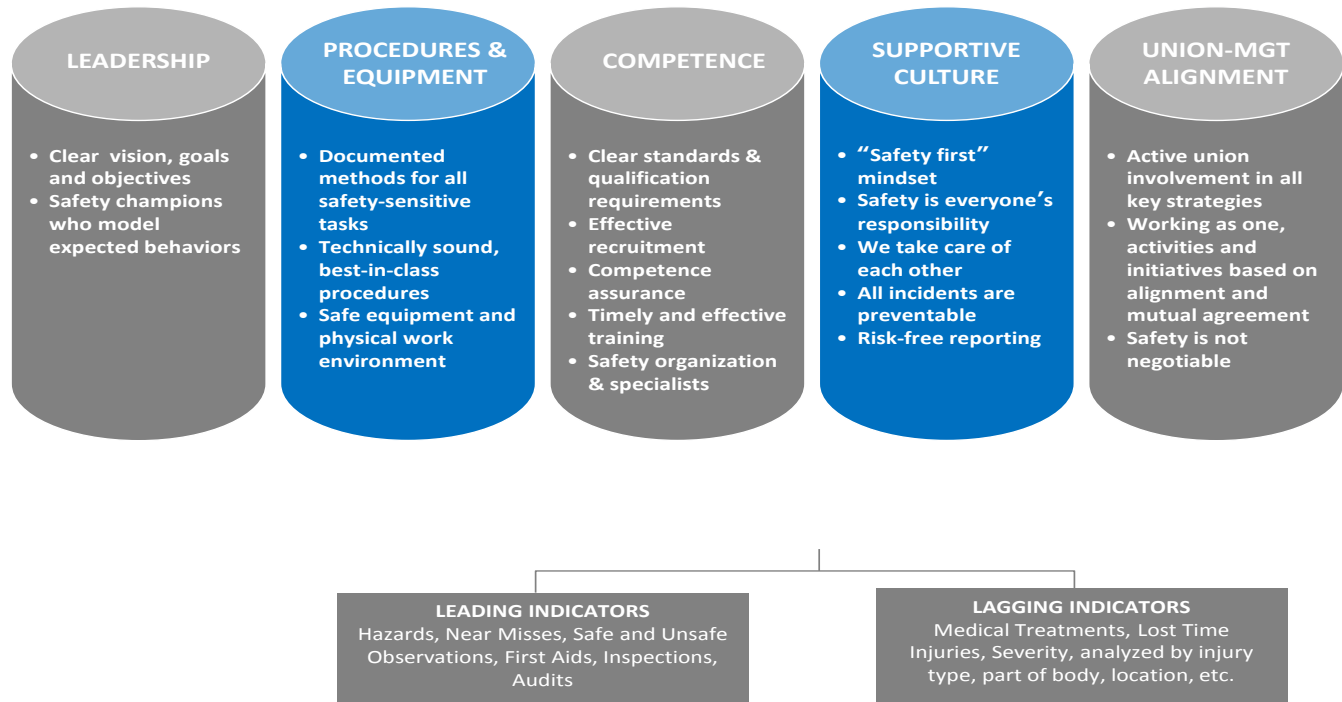 LEADERSHIP
• Clear  vision, goals
and objectives
• Safety champions
who model
expected behaviors
PROCEDURES &
EQUIPMENT
• Documented
methods for all
safety-sensitive
tasks
• Technically sound,
best-in-class
procedures
• Safe equipment and
physical work
environment
COMPETENCE
• Clear standards &
qualification
requirements
• Effective
recruitment
• Competence
assurance
• Timely and effective
training
• Safety organization
& specialists
SUPPORTIVE
CULTURE
• “Safety first”
mindset
• Safety is everyone’s
responsibility
• We take care of
each other
• All incidents are
preventable
• Risk-free reporting
UNION-MGT
ALIGNMENT
• Active union
involvement in all
key strategies
• Working as one,
activities and
initiatives based on
alignment and
mutual agreement
• Safety is not
negotiable
LEADING INDICATORS
Hazards, Near Misses, Safe and Unsafe
Observations, First Aids, Inspections,
Audits
LAGGING INDICATORS
Medical Treatments, Lost Time
Injuries, Severity, analyzed by injury
type, part of body, location, etc.